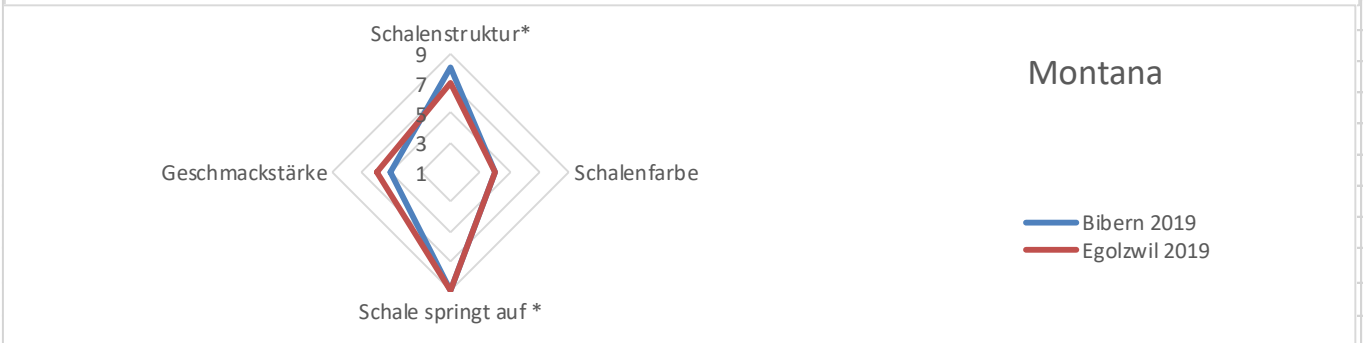 Schalenstruktur*
Montana
9
7
5
3
1
Geschmackstärke
Schalenfarbe
Bibern 2019
Egolzwil 2019
Schale springt auf *